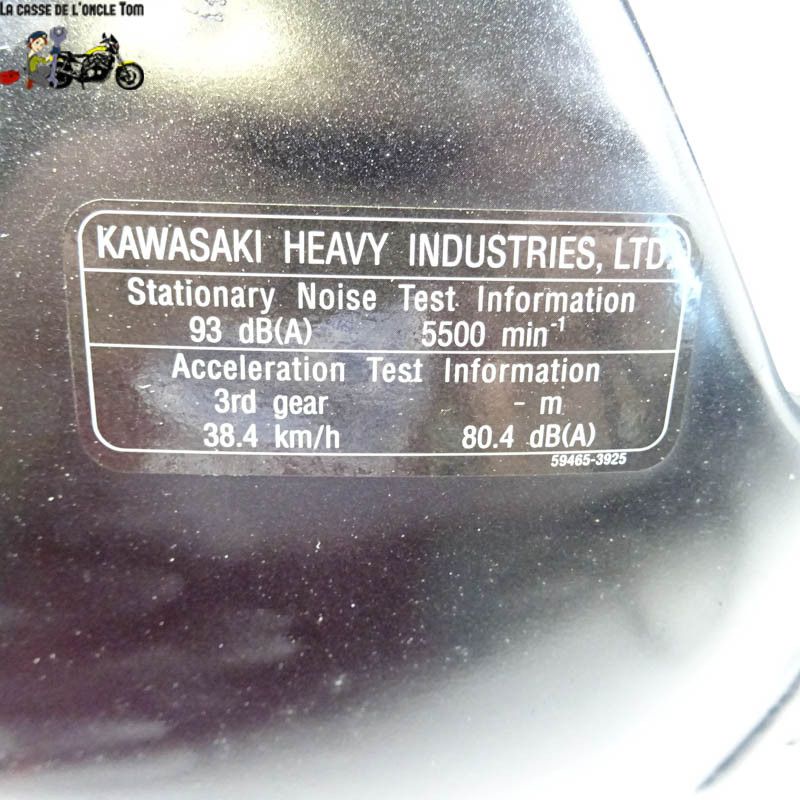 La casse de l'oncle Tom
KAWASAKI HEAVY INDUSTRIES, LTD.
Stationary Noise Test Information
93 dB(A) 5500 min⁻¹
Acceleration Test Information
3rd gear - m
38.4 km/h 80.4 dB(A)
59465-3925